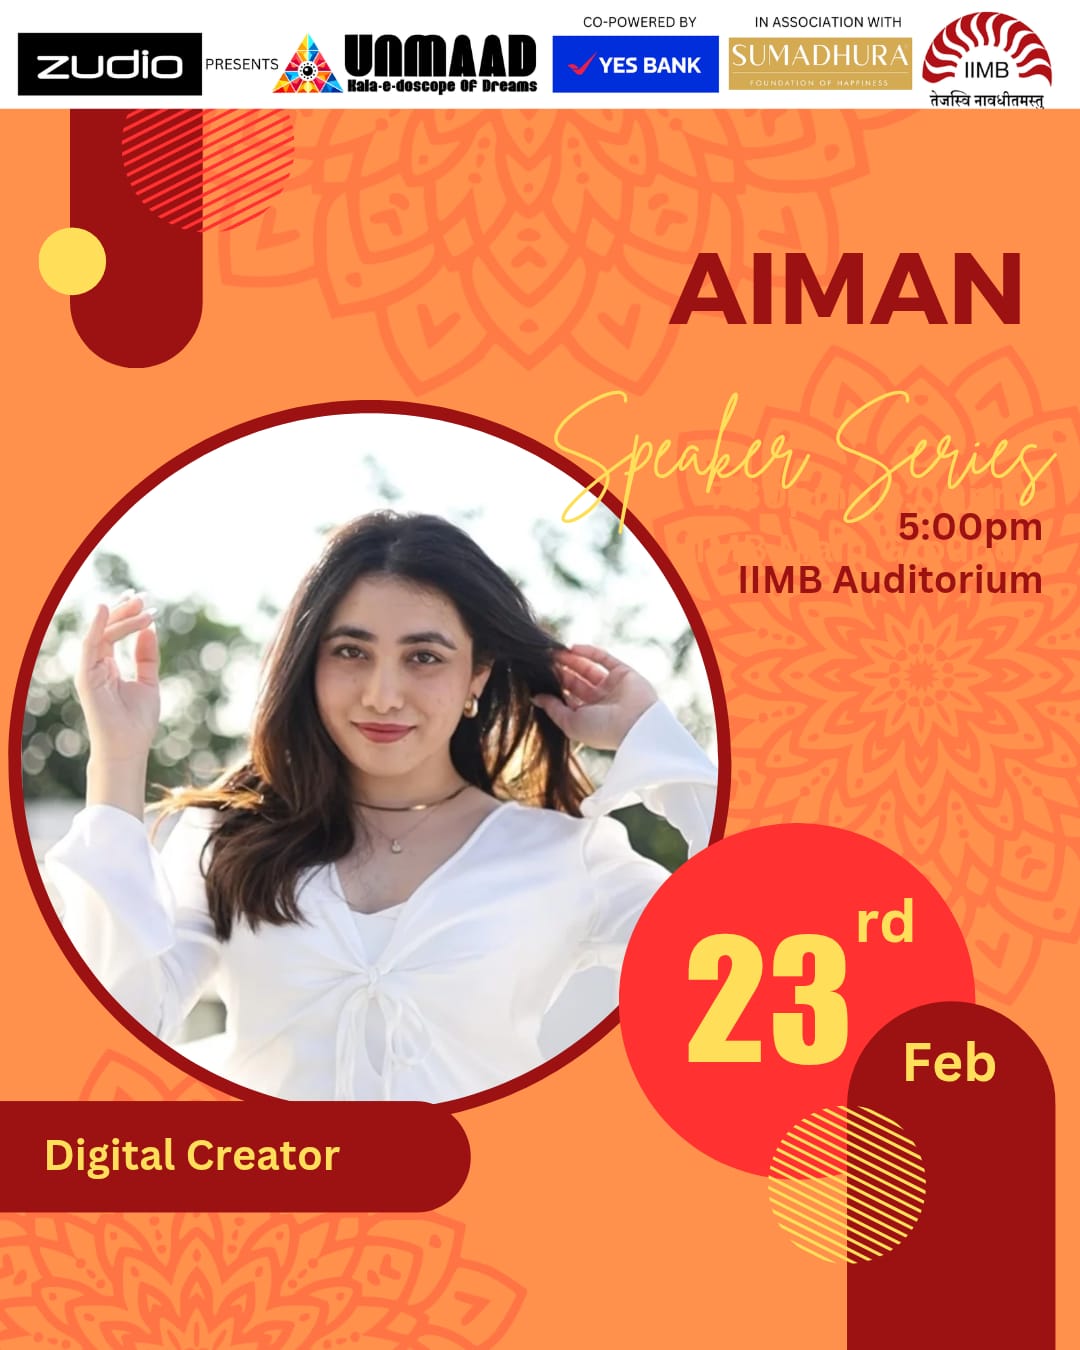 CO-POWERED BY
IN ASSOCIATION WITH
zudio PRESENTS UNMAAD
Kala-e-doscope Of Dreams
YES BANK
SUMADHURA
FOUNDATION OF HAPPINESS
IIMB
तेजस्वि नावधीतमस्तु
AIMAN
Speaker Series
5:00pm
IIMB Auditorium
23rd
Feb
Digital Creator